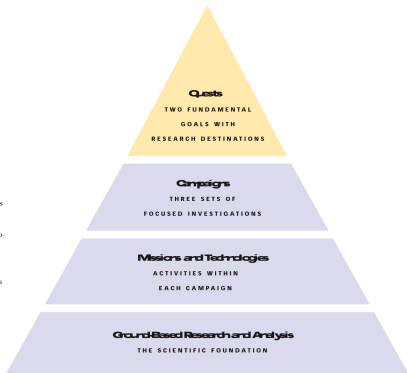 Quests
TWO FUNDAMENTAL
GOALS WITH
RESEARCH DESTINATIONS
Campaigns
THREE SETS OF
FOCUSED INVESTIGATIONS
Missions and Technologies
ACTIVITIES WITHIN
EACH CAMPAIGN
Ground-Based Research and Analysis
THE SCIENTIFIC FOUNDATION